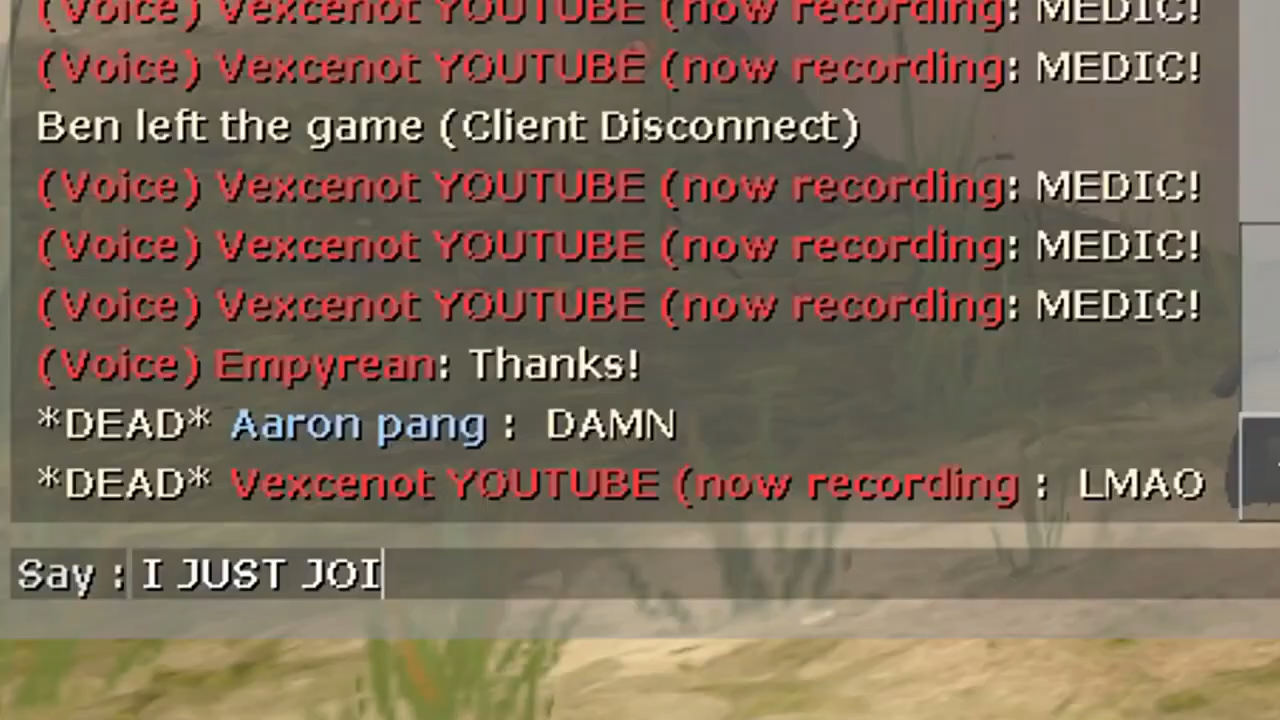 (Voice) Vexcenot YOUTUBE (now recording: MEDIC!
(Voice) Vexcenot YOUTUBE (now recording: MEDIC!
Ben left the game (Client Disconnect)
(Voice) Vexcenot YOUTUBE (now recording: MEDIC!
(Voice) Vexcenot YOUTUBE (now recording: MEDIC!
(Voice) Vexcenot YOUTUBE (now recording: MEDIC!
(Voice) Empyrean: Thanks!
*DEAD* Aaron pang :  DAMN
*DEAD* Vexcenot YOUTUBE (now recording :  LMAO
Say : I JUST JOI